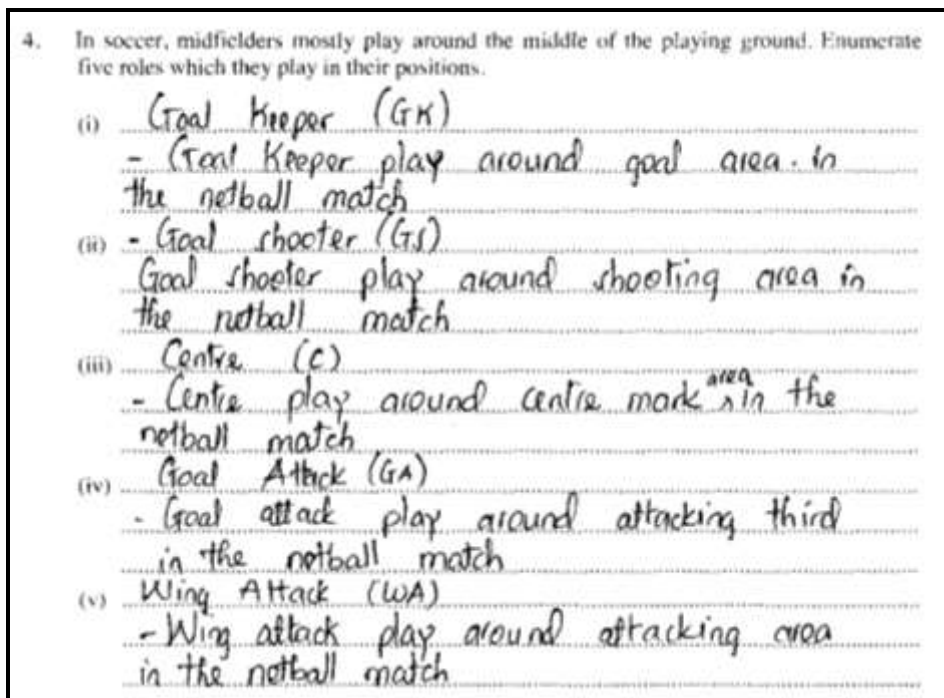 4. In soccer, midfielders mostly play around the middle of the playing ground. Enumerate
five roles which they play in their positions.
(i) Goal Keeper (GK)
- Goal Keeper play around goal area. in
the netball match
(ii) - Goal shooter (GS)
Goal shooter play around shooting area in
the netball match
(iii) Centre (C)
- Centre play around centre mark area in the
netball match
(iv) Goal Attack (GA)
- Goal attack play around attacking third
in the netball match
(v) Wing Attack (WA)
- Wing attack play around attacking area
in the netball match